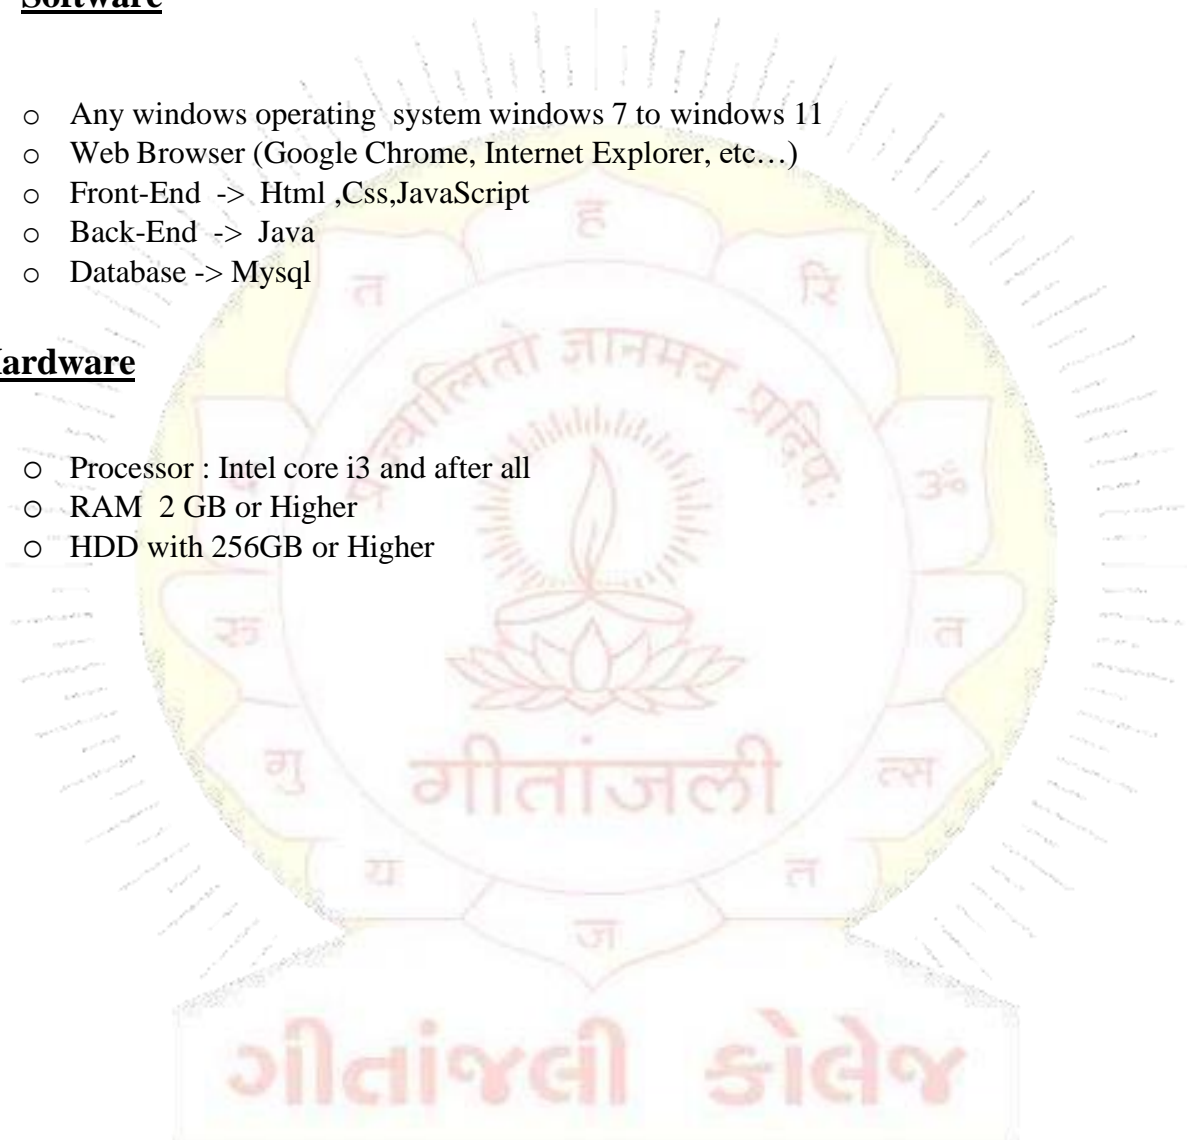 Software
o Any windows operating system windows 7 to windows 11
o Web Browser (Google Chrome, Internet Explorer, etc…)
o Front-End -> Html ,Css,JavaScript
o Back-End -> Java
o Database -> Mysql
Hardware
o Processor : Intel core i3 and after all
o RAM 2 GB or Higher
o HDD with 256GB or Higher
ह
रि
ॐ
त
त्स
त
ज
य
गु
रु
त
ज्ञानमय
गीतांजली
ગીતાંજલી કોલેજ